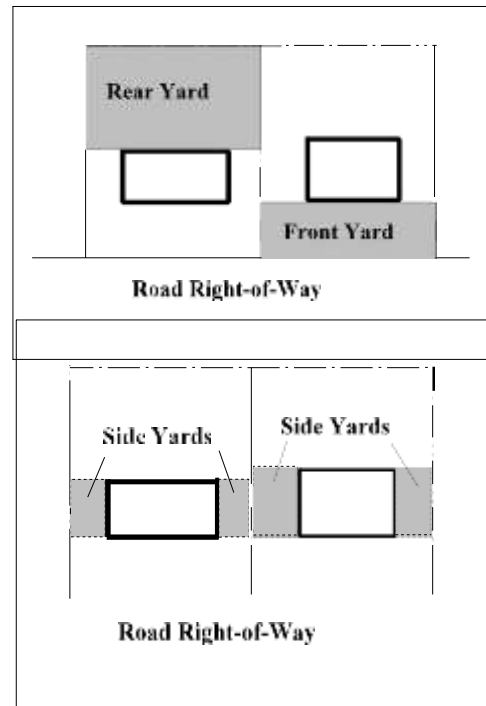 Rear Yard
Front Yard
Road Right-of-Way
Side Yards
Side Yards
Road Right-of-Way